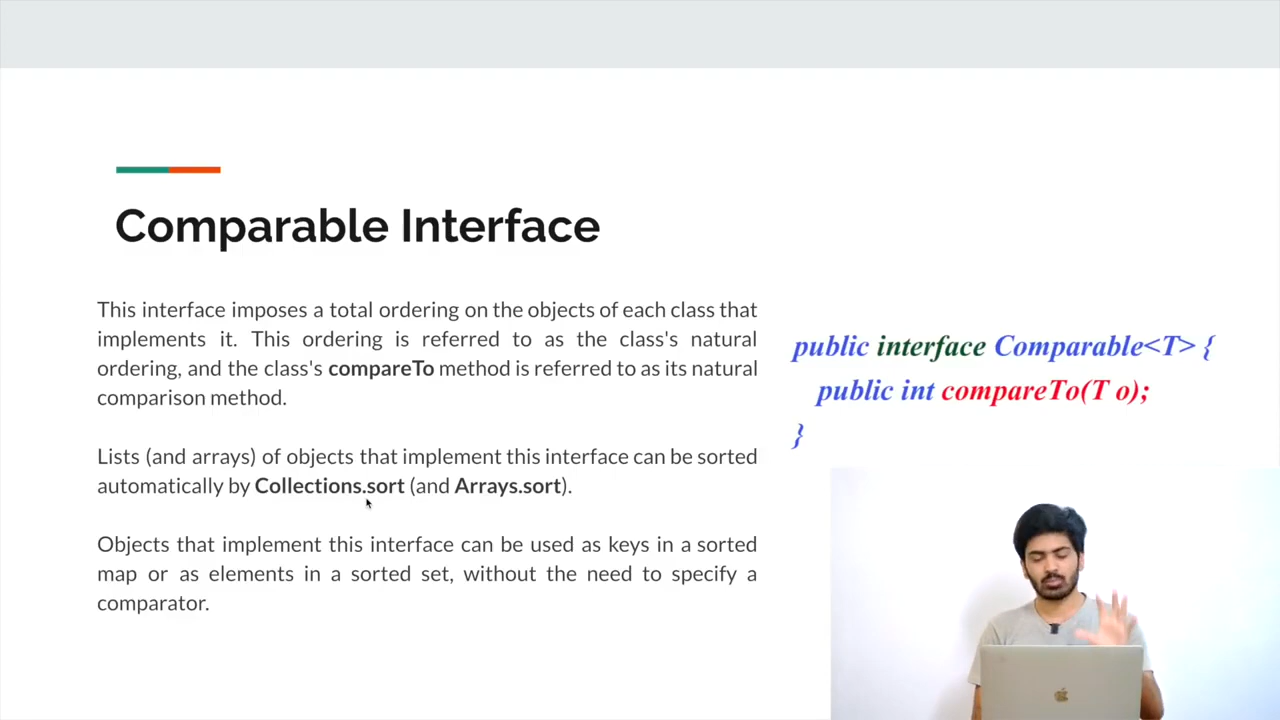 Comparable Interface
This interface imposes a total ordering on the objects of each class that
implements it. This ordering is referred to as the class's natural
ordering, and the class's compareTo method is referred to as its natural
comparison method.
Lists (and arrays) of objects that implement this interface can be sorted
automatically by Collections.sort (and Arrays.sort).
Objects that implement this interface can be used as keys in a sorted
map or as elements in a sorted set, without the need to specify a
comparator.
public interface Comparable<T> {
public int compareTo(T o);
}